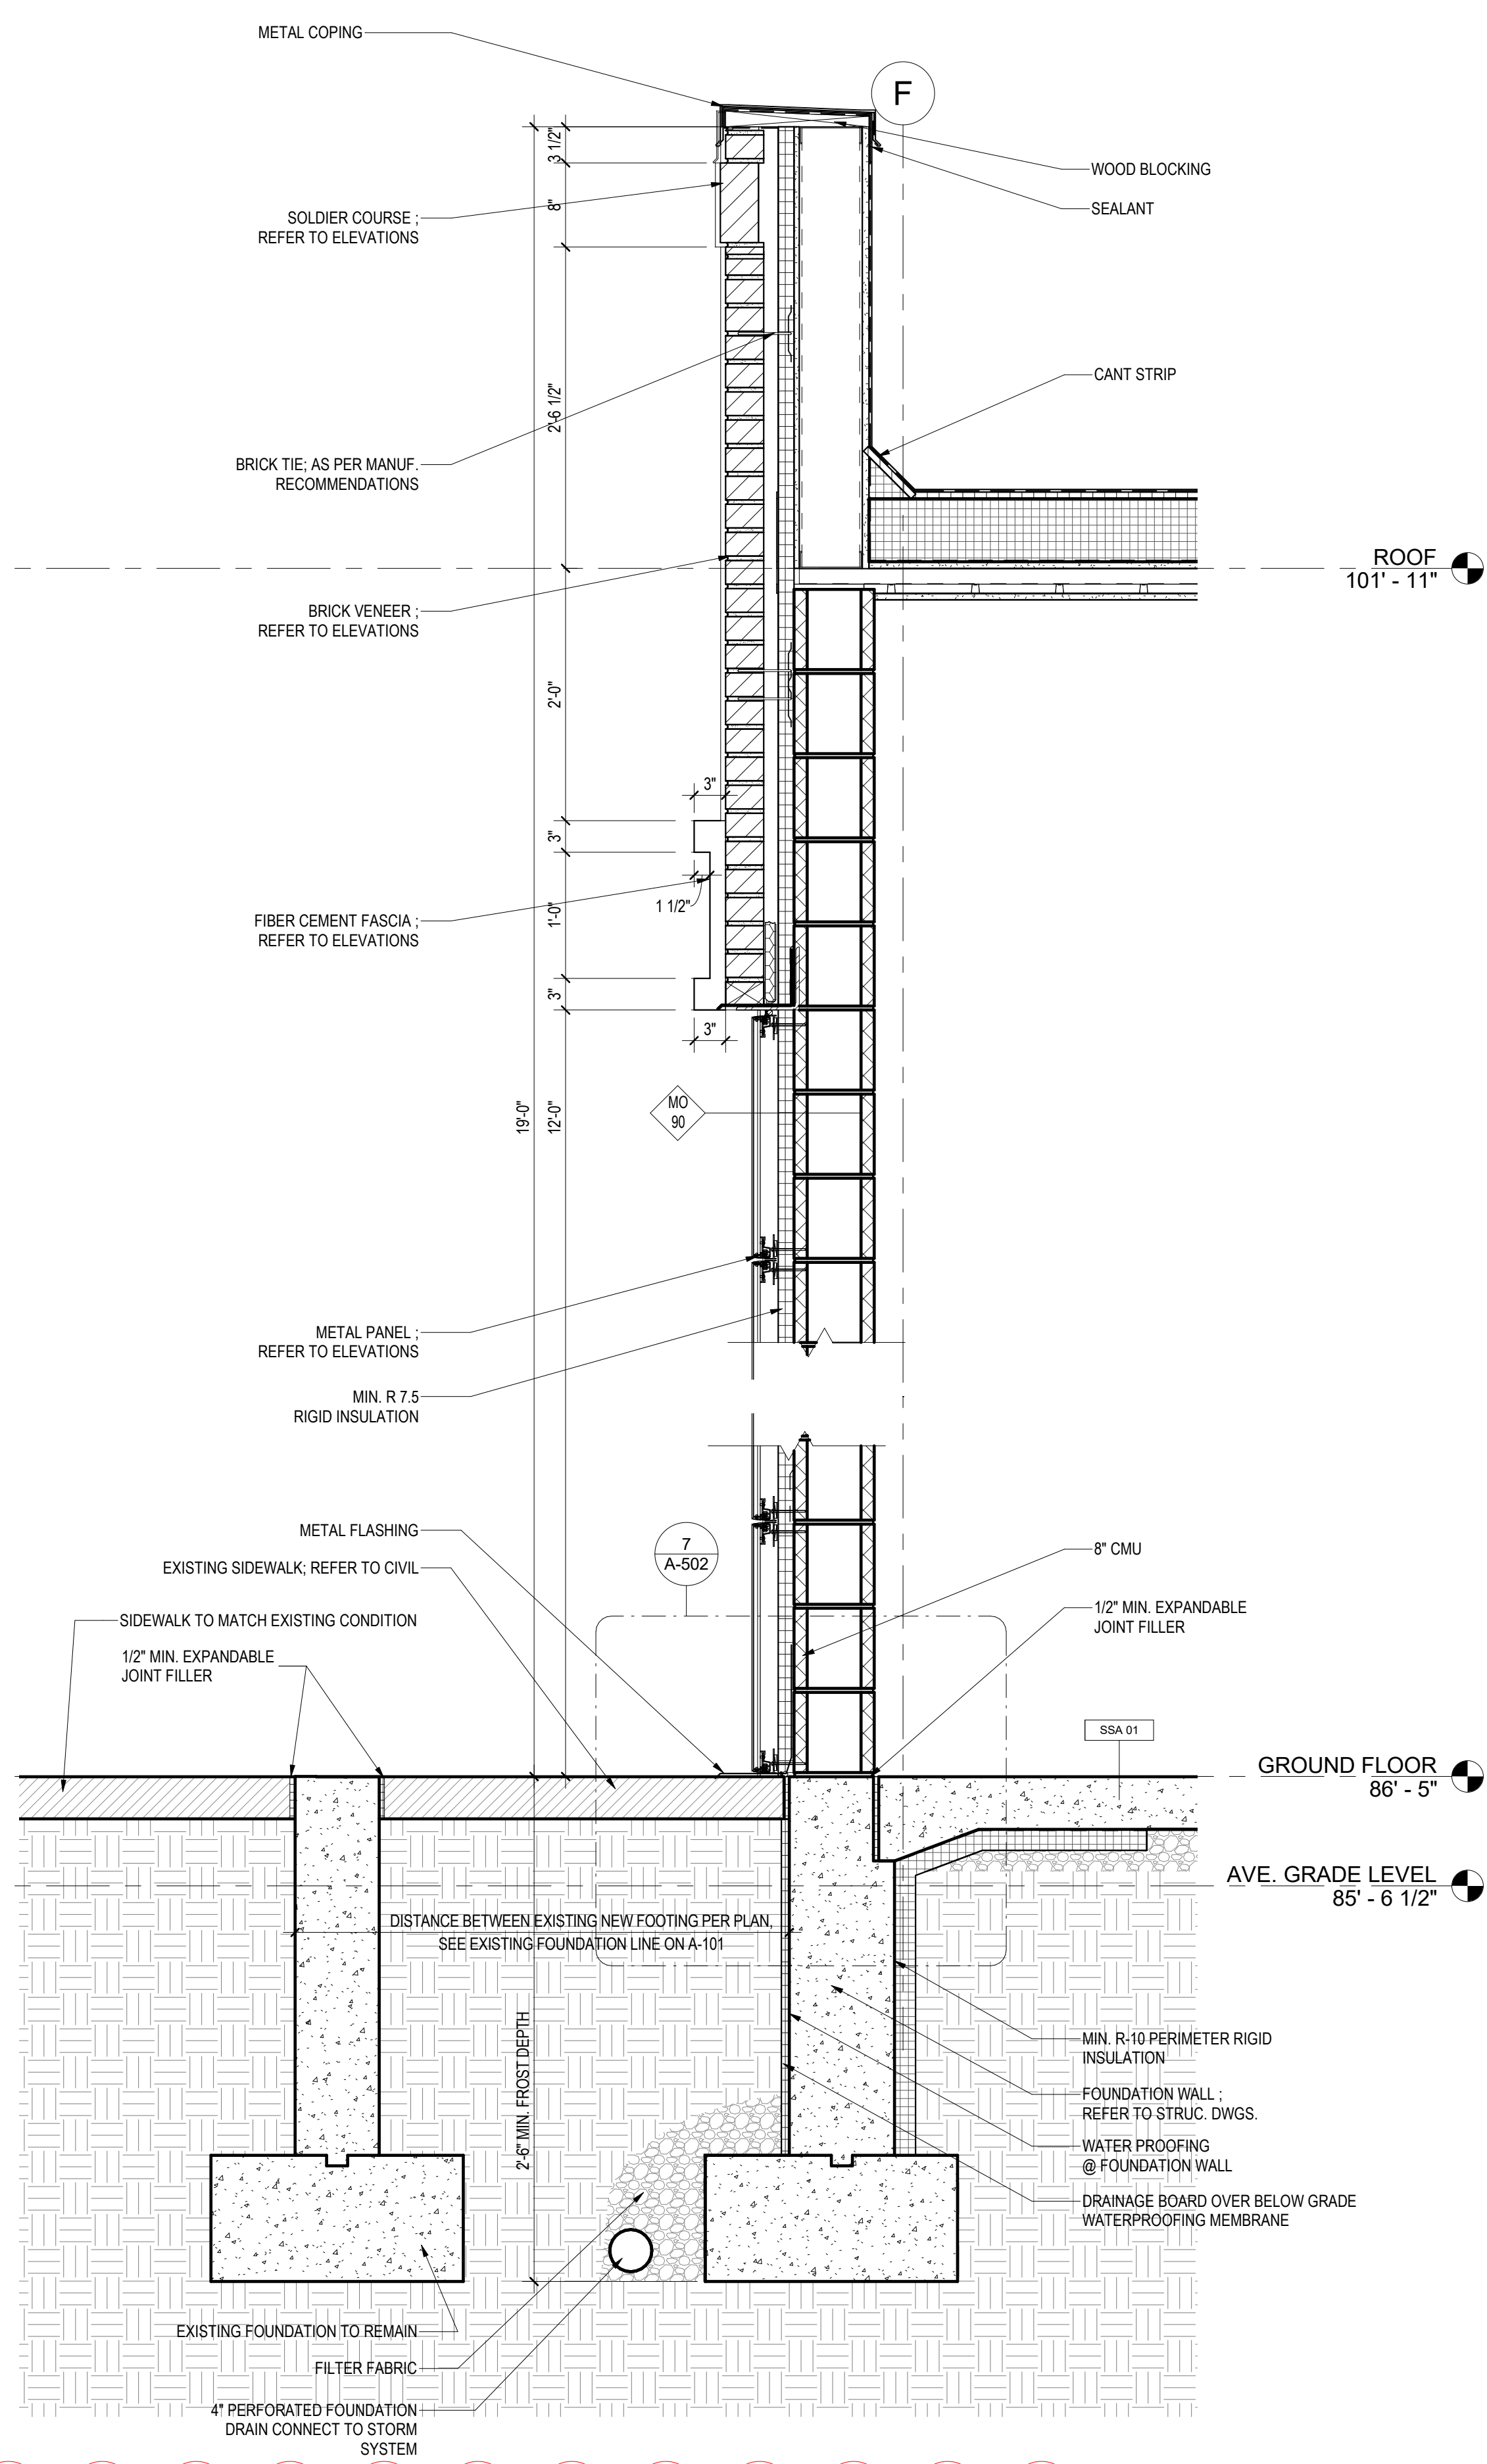 METAL COPING
F
3 1/2"
WOOD BLOCKING
8"
SEALANT
SOLDIER COURSE ;
REFER TO ELEVATIONS
CANT STRIP
2'-6 1/2"
BRICK TIE; AS PER MANUF.
RECOMMENDATIONS
ROOF
101' - 11"
BRICK VENEER ;
REFER TO ELEVATIONS
2'-0"
3"
3"
1 1/2"
FIBER CEMENT FASCIA ;
REFER TO ELEVATIONS
1'-0"
3"
3"
19'-0"
12'-0"
MO
90
METAL PANEL ;
REFER TO ELEVATIONS
MIN. R 7.5
RIGID INSULATION
METAL FLASHING
7
A-502
8" CMU
EXISTING SIDEWALK; REFER TO CIVIL
1/2" MIN. EXPANDABLE
JOINT FILLER
SIDEWALK TO MATCH EXISTING CONDITION
1/2" MIN. EXPANDABLE
JOINT FILLER
SSA 01
GROUND FLOOR
86' - 5"
AVE. GRADE LEVEL
85' - 6 1/2"
DISTANCE BETWEEN EXISTING NEW FOOTING PER PLAN,
SEE EXISTING FOUNDATION LINE ON A-101
2'-6" MIN. FROST DEPTH
MIN. R-10 PERIMETER RIGID
INSULATION
FOUNDATION WALL ;
REFER TO STRUC. DWGS.
WATER PROOFING
@ FOUNDATION WALL
DRAINAGE BOARD OVER BELOW GRADE
WATERPROOFING MEMBRANE
EXISTING FOUNDATION TO REMAIN
FILTER FABRIC
4" PERFORATED FOUNDATION
DRAIN CONNECT TO STORM
SYSTEM